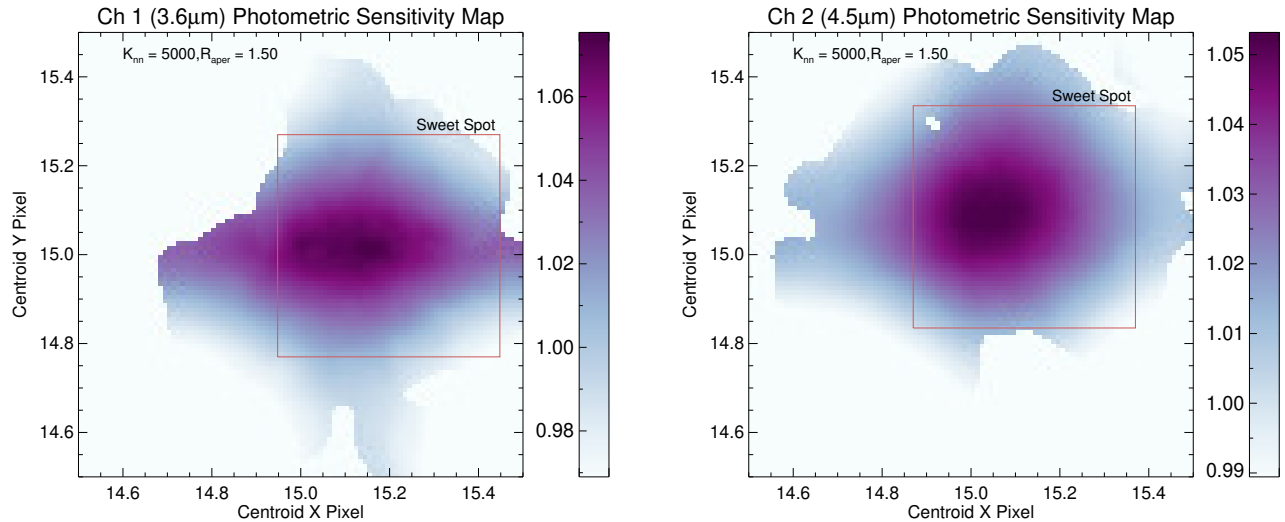 Ch 1 (3.6μm) Photometric Sensitivity Map
Knn = 5000,Raper = 1.50
Sweet Spot
Centroid Y Pixel
15.4
15.2
15.0
14.8
14.6
14.6 14.8 15.0 15.2 15.4
Centroid X Pixel
1.06
1.04
1.02
1.00
0.98
Ch 2 (4.5μm) Photometric Sensitivity Map
Knn = 5000,Raper = 1.50
Sweet Spot
Centroid Y Pixel
15.4
15.2
15.0
14.8
14.6
14.6 14.8 15.0 15.2 15.4
Centroid X Pixel
1.05
1.04
1.03
1.02
1.01
1.00
0.99